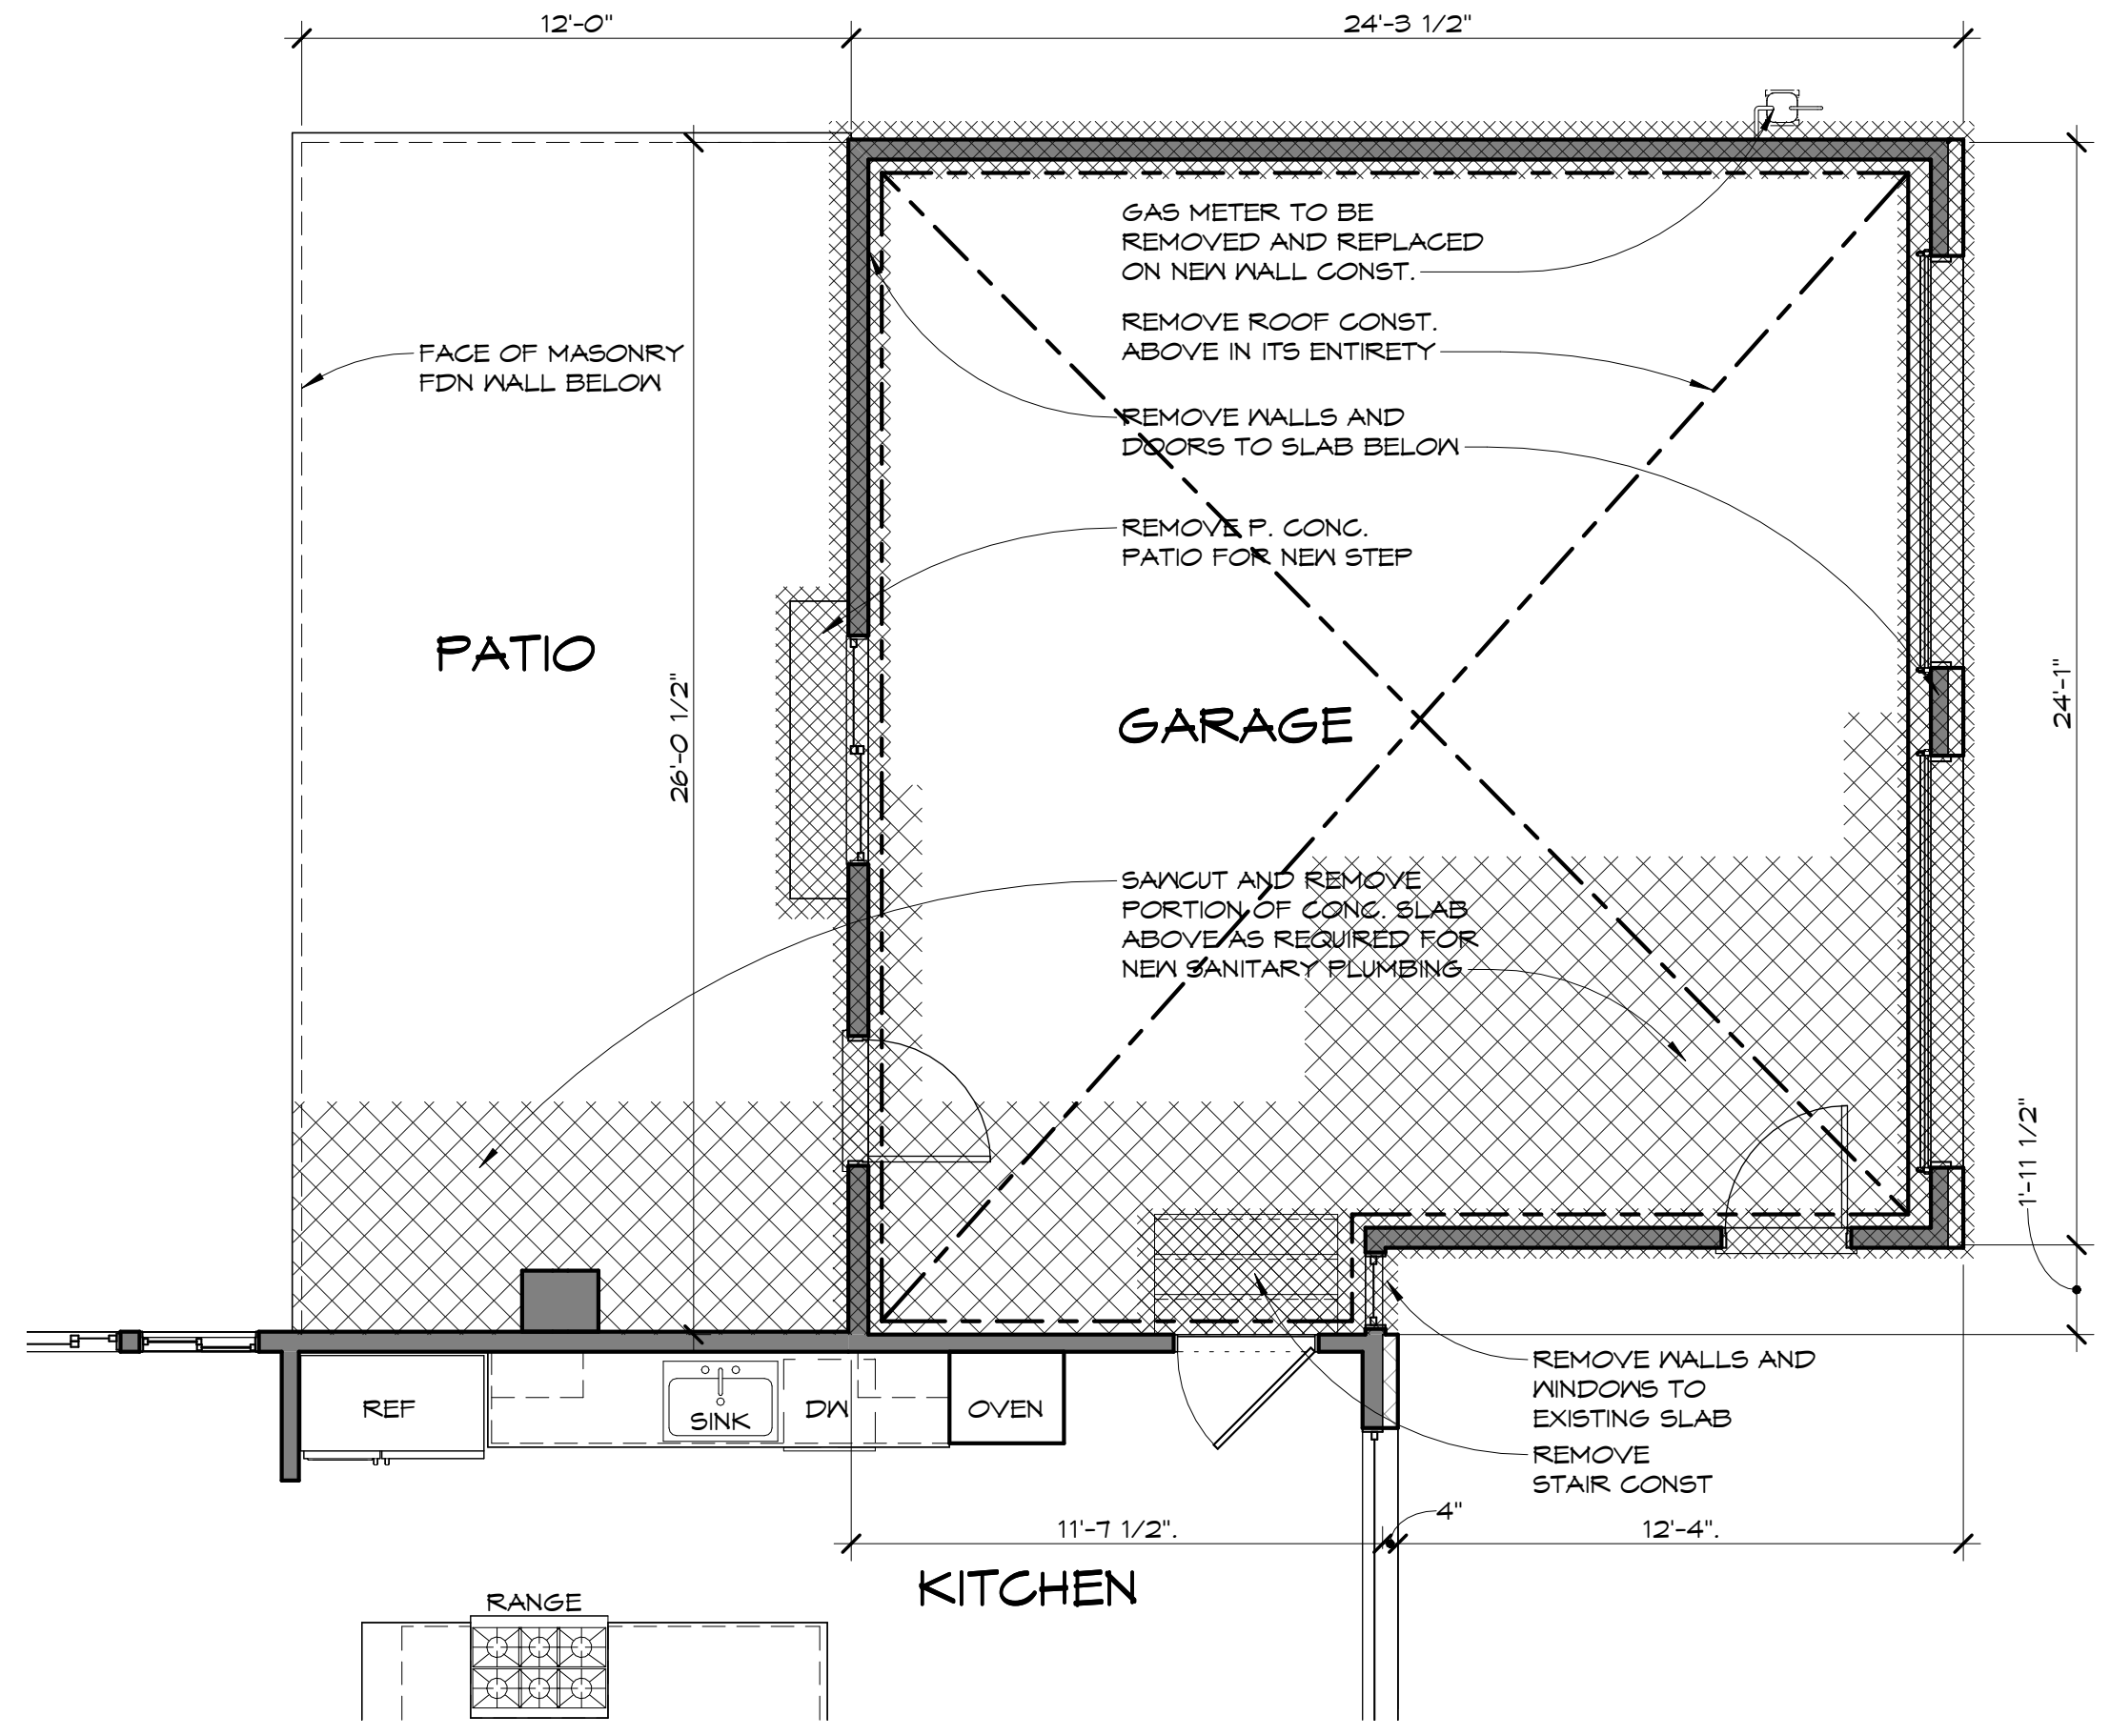 12'-0"
24'-3 1/2"
GAS METER TO BE
REMOVED AND REPLACED
ON NEW WALL CONST.
REMOVE ROOF CONST.
ABOVE IN ITS ENTIRETY
FACE OF MASONRY
FDN WALL BELOW
REMOVE WALLS AND
DOORS TO SLAB BELOW
REMOVE P. CONC.
PATIO FOR NEW STEP
PATIO
26'-0 1/2"
GARAGE
24'-1"
SAWCUT AND REMOVE
PORTION OF CONC. SLAB
ABOVE AS REQUIRED FOR
NEW SANITARY PLUMBING
1'-11 1/2"
REMOVE WALLS AND
WINDOWS TO
EXISTING SLAB
REF
SINK
DW
OVEN
REMOVE
STAIR CONST
4"
11'-7 1/2".
12'-4".
KITCHEN
RANGE